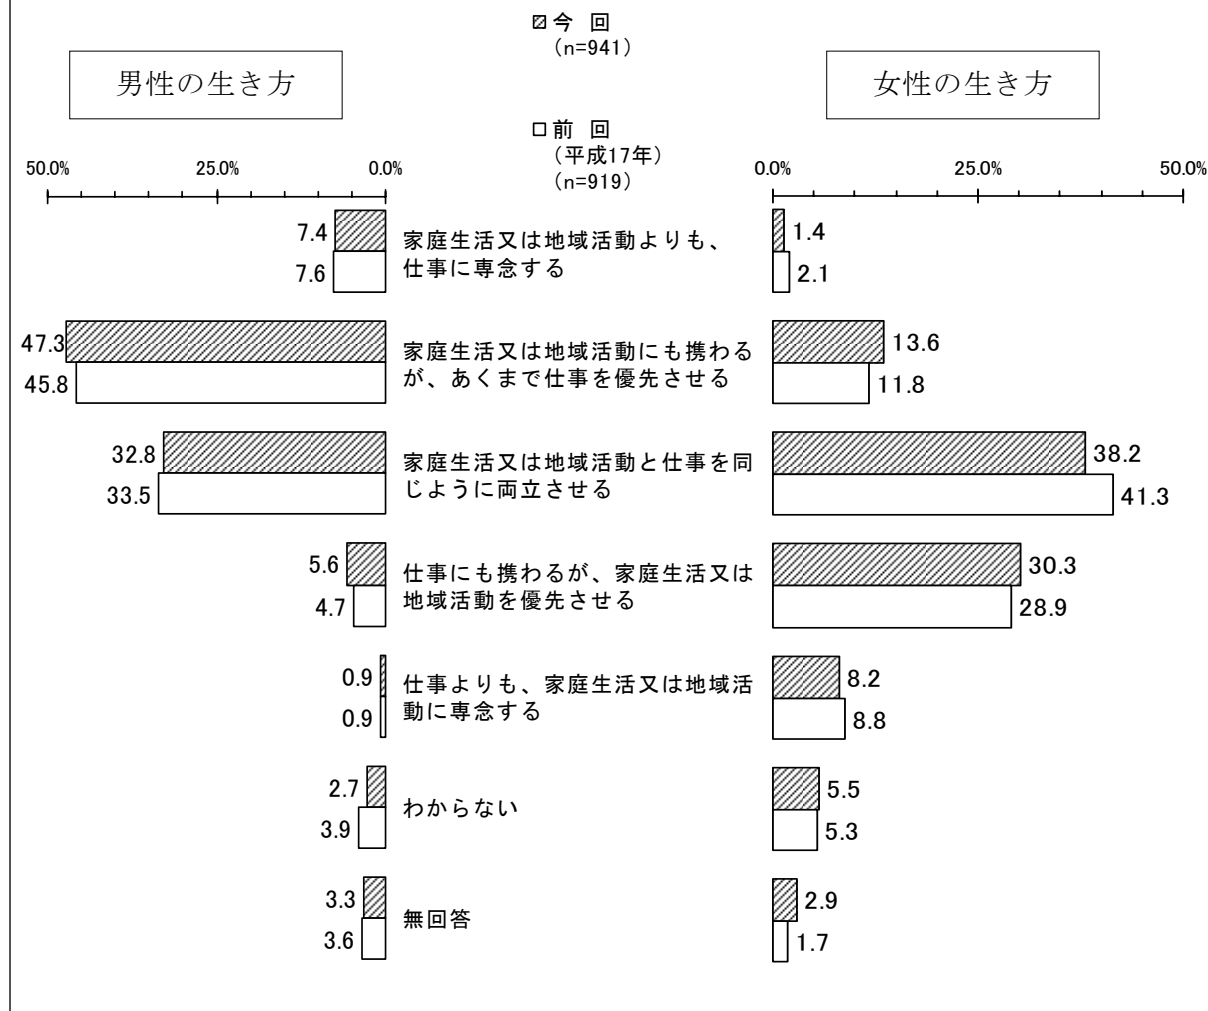 今 回
(n=941)
男性の生き方
女性の生き方
前 回
(平成17年)
(n=919)
50.0% 25.0% 0.0%
0.0% 25.0% 50.0%
7.4
7.6
家庭生活又は地域活動よりも、
仕事に専念する
1.4
2.1
47.3
45.8
家庭生活又は地域活動にも携わる
が、あくまで仕事を優先させる
13.6
11.8
32.8
33.5
家庭生活又は地域活動と仕事を同
じように両立させる
38.2
41.3
5.6
4.7
仕事にも携わるが、家庭生活又は
地域活動を優先させる
30.3
28.9
0.9
0.9
仕事よりも、家庭生活又は地域活
動に専念する
8.2
8.8
2.7
3.9
わからない
5.5
5.3
3.3
3.6
無回答
2.9
1.7